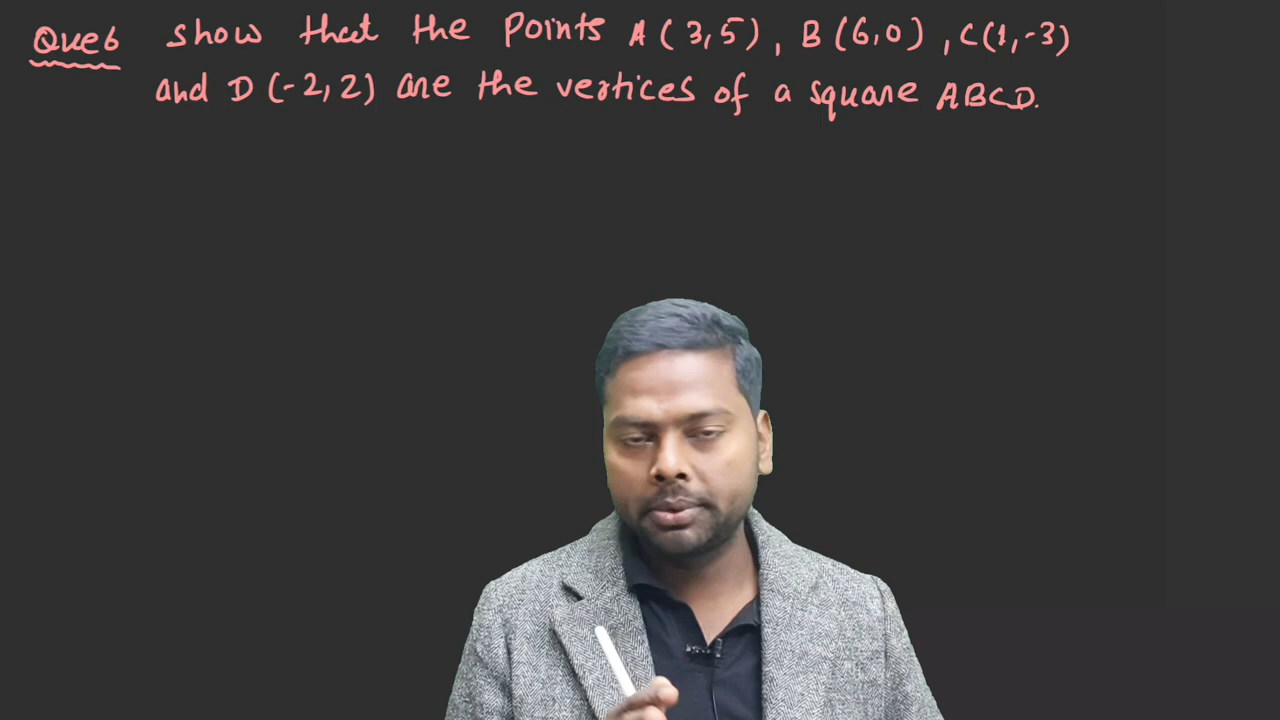 Que6 show that the points A(3,5), B(6,0), C(1,-3)
and D(-2,2) are the vertices of a square ABCD.